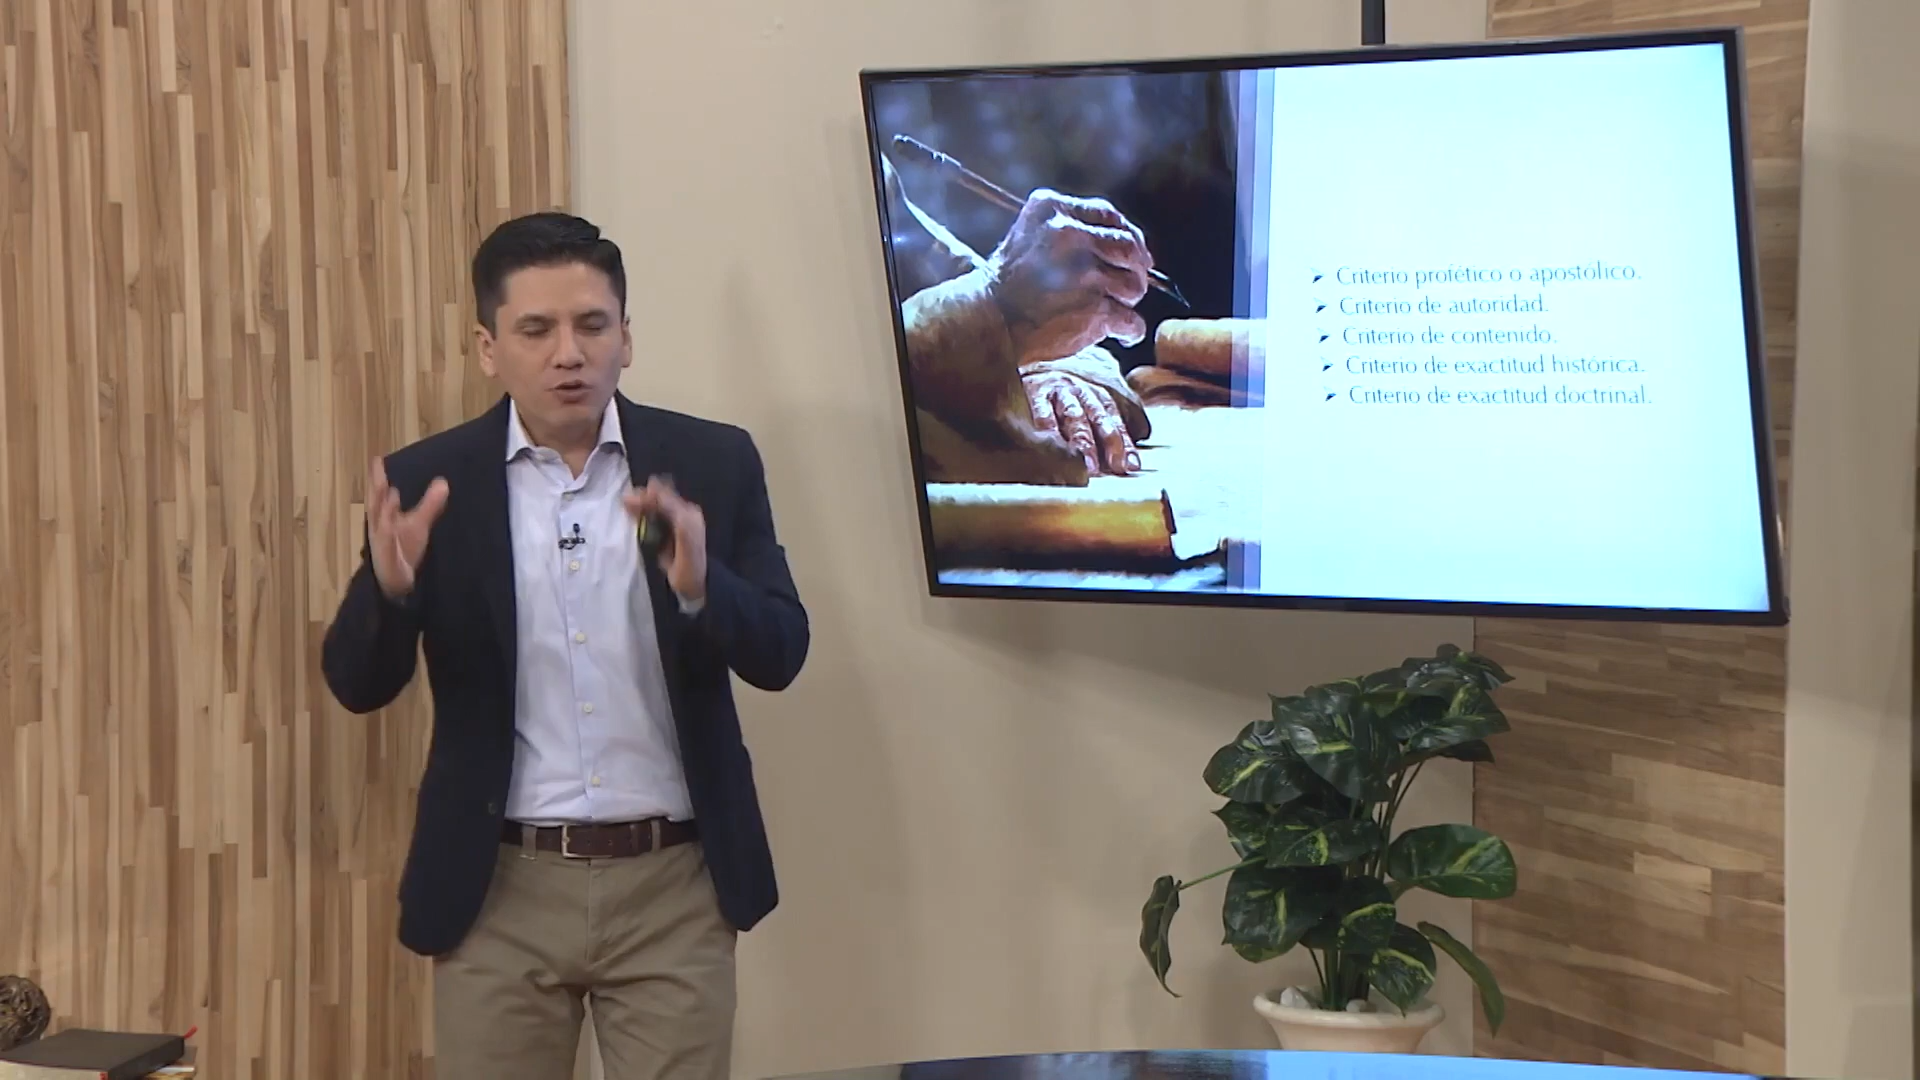 Criterio profético o apostólico.
Criterio de autoridad.
Criterio de contenido.
Criterio de exactitud histórica.
Criterio de exactitud doctrinal.